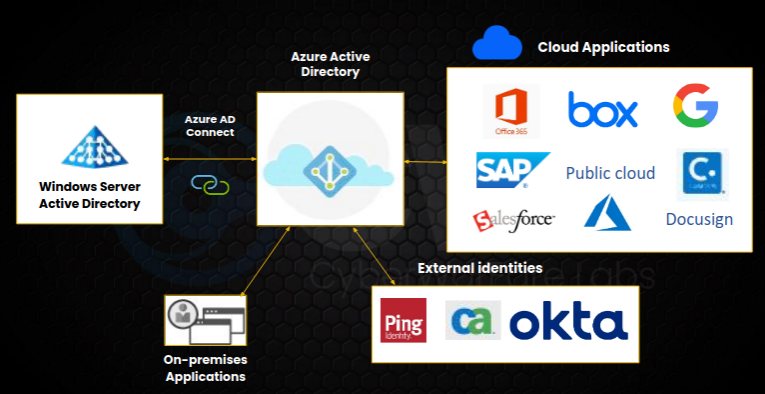 Cloud Applications
Azure Active
Directory
Azure AD
Connect
Windows Server
Active Directory
Office 365
box
G
SAP
®
Public cloud
C.
salesforce
Docusign
External identities
Cyber Labs
Ping
Identity
ca
okta
On-premises
Applications